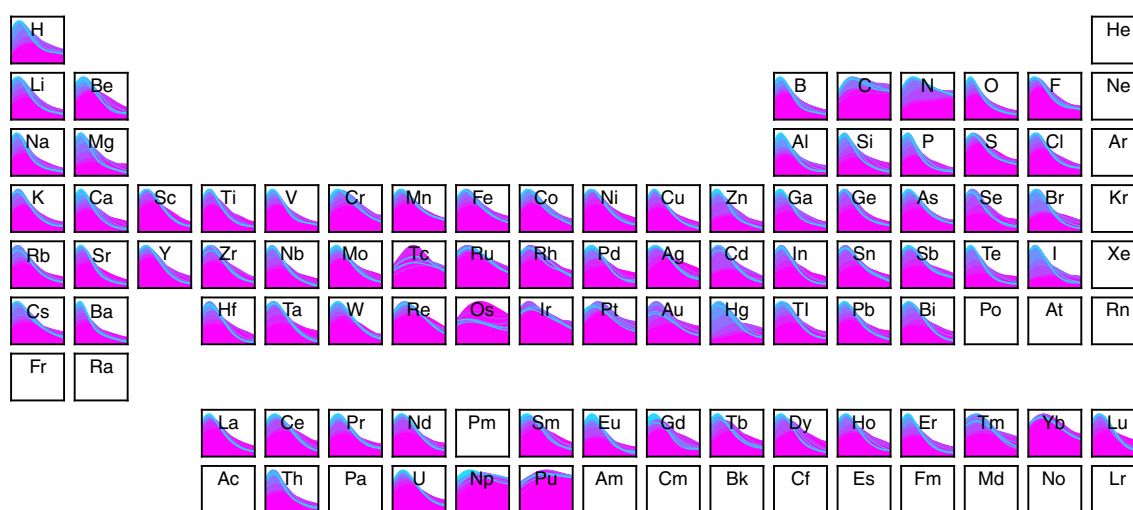 H He
Li Be B C N O F Ne
Na Mg Al Si P S Cl Ar
K Ca Sc Ti V Cr Mn Fe Co Ni Cu Zn Ga Ge As Se Br Kr
Rb Sr Y Zr Nb Mo Tc Ru Rh Pd Ag Cd In Sn Sb Te I Xe
Cs Ba Hf Ta W Re Os Ir Pt Au Hg Tl Pb Bi Po At Rn
Fr Ra
La Ce Pr Nd Pm Sm Eu Gd Tb Dy Ho Er Tm Yb Lu
Ac Th Pa U Np Pu Am Cm Bk Cf Es Fm Md No Lr